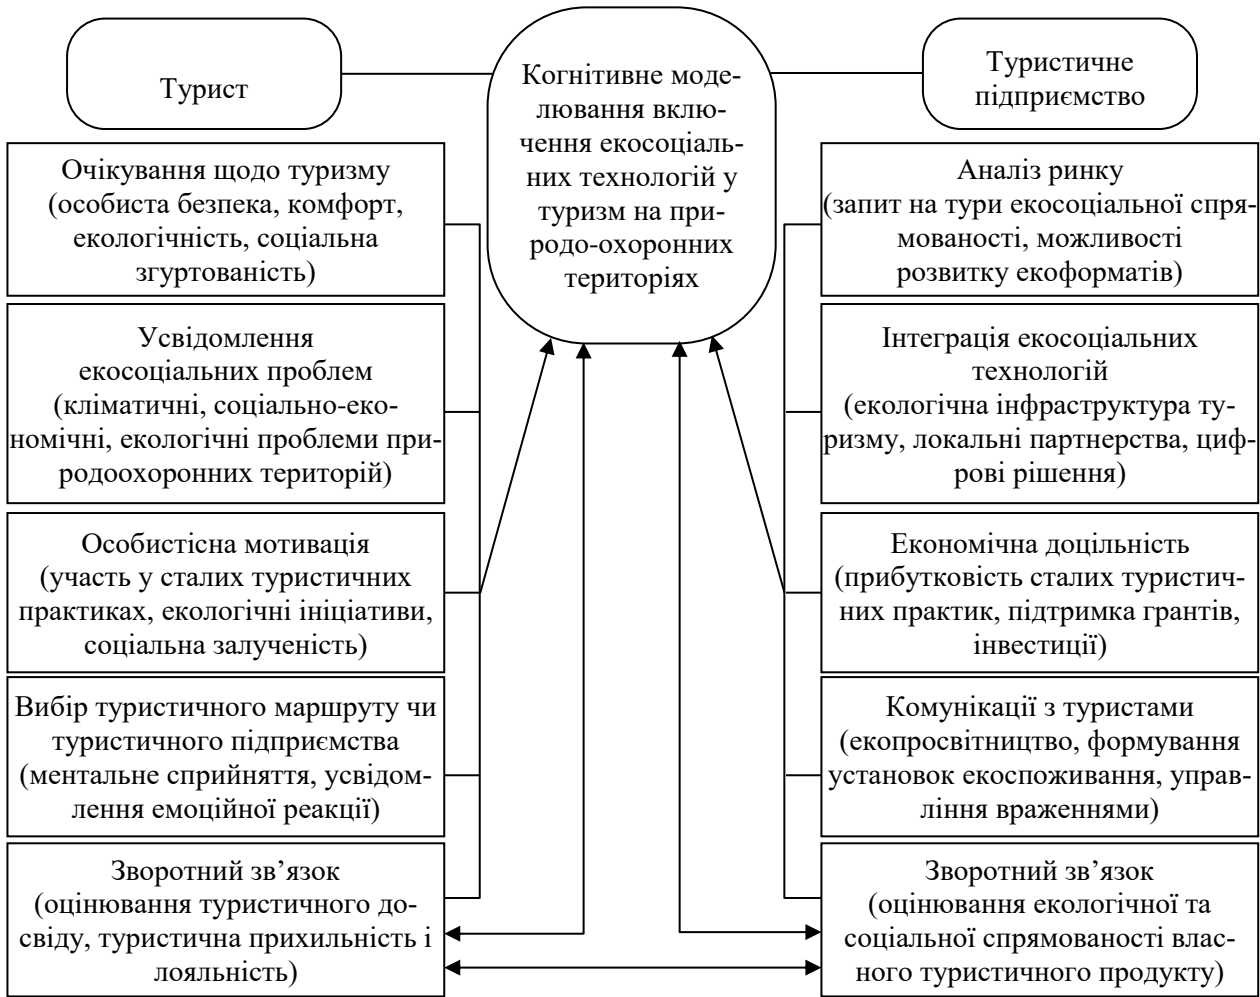 Турист
Когнітивне моде-
лювання вклю-
чення екосоціаль-
них технологій у
туризм на при-
родо-охоронних
територіях
Туристичне
підприємство
Очікування щодо туризму
(особиста безпека, комфорт,
екологічність, соціальна
згуртованість)
Усвідомлення
екосоціальних проблем
(кліматичні, соціально-еко-
номічні, екологічні проблеми при-
родоохоронних територій)
Особистісна мотивація
(участь у сталих туристичних
практиках, екологічні ініціативи,
соціальна залученість)
Вибір туристичного маршруту чи
туристичного підприємства
(ментальне сприйняття, усвідом-
лення емоційної реакції)
Зворотний зв’язок
(оцінювання туристичного до-
свіду, туристична прихильність і
лояльність)
Аналіз ринку
(запит на тури екосоціальної спря-
мованості, можливості
розвитку екоформатів)
Інтеграція екосоціальних
технологій
(екологічна інфраструктура ту-
ризму, локальні партнерства, циф-
рові рішення)
Економічна доцільність
(прибутковість сталих туристич-
них практик, підтримка грантів,
інвестиції)
Комунікації з туристами
(екопросвітництво, формування
установок екоспоживання, управ-
ління враженнями)
Зворотний зв’язок
(оцінювання екологічної та
соціальної спрямованості влас-
ного туристичного продукту)